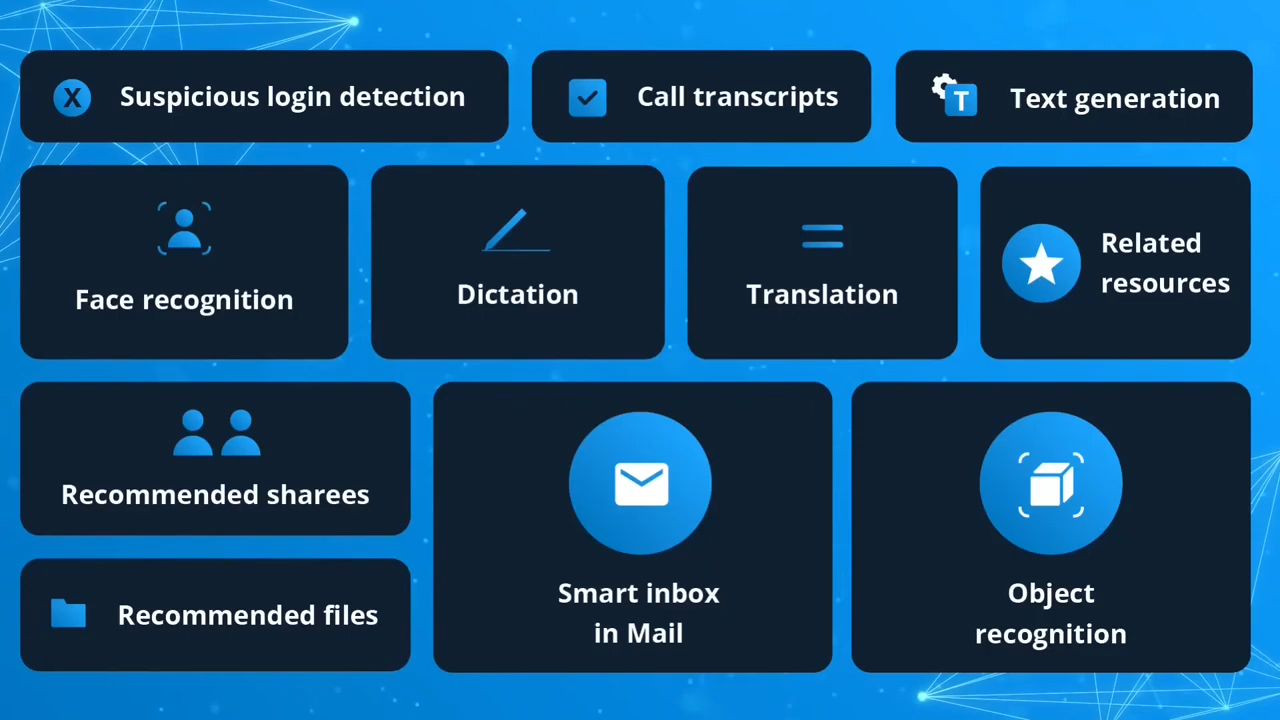 X Suspicious login detection
Call transcripts
T Text generation
Face recognition
Dictation
Translation
Related
resources
Recommended sharees
Smart inbox
in Mail
Object
recognition
Recommended files